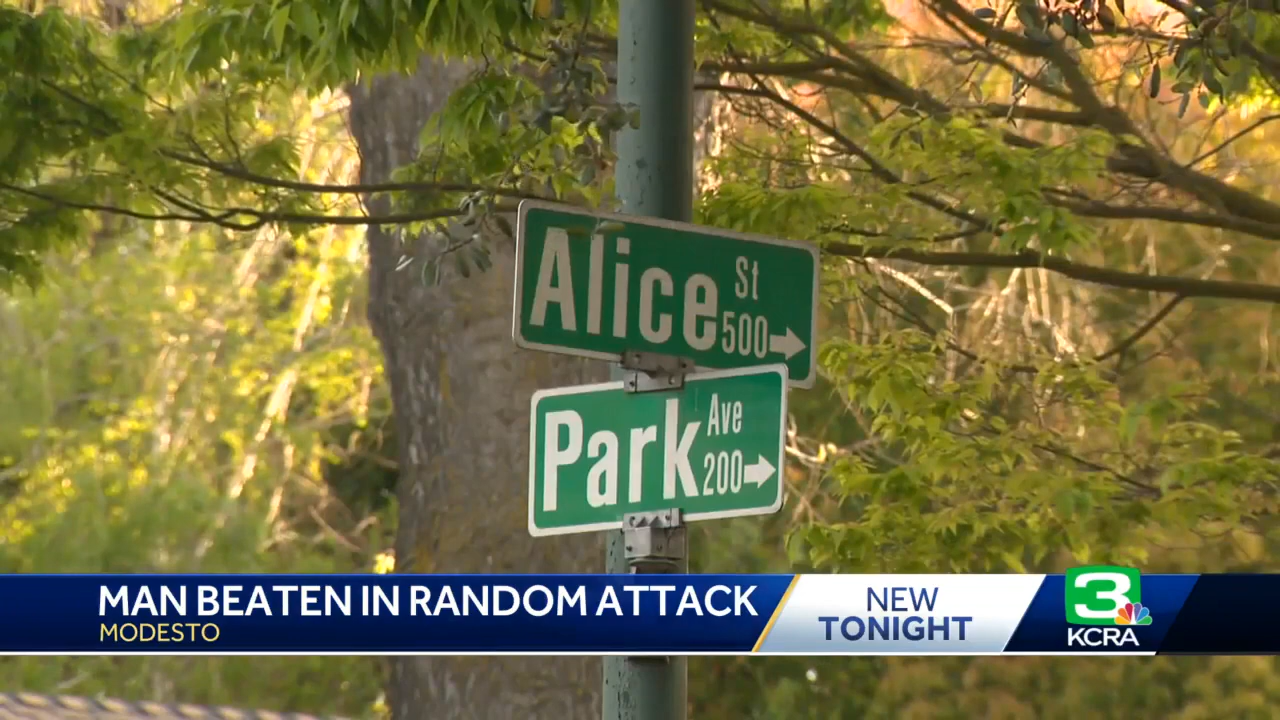 Alice St 500→
Park Ave 200→
MAN BEATEN IN RANDOM ATTACK
MODESTO
NEW
TONIGHT
3
KCRA